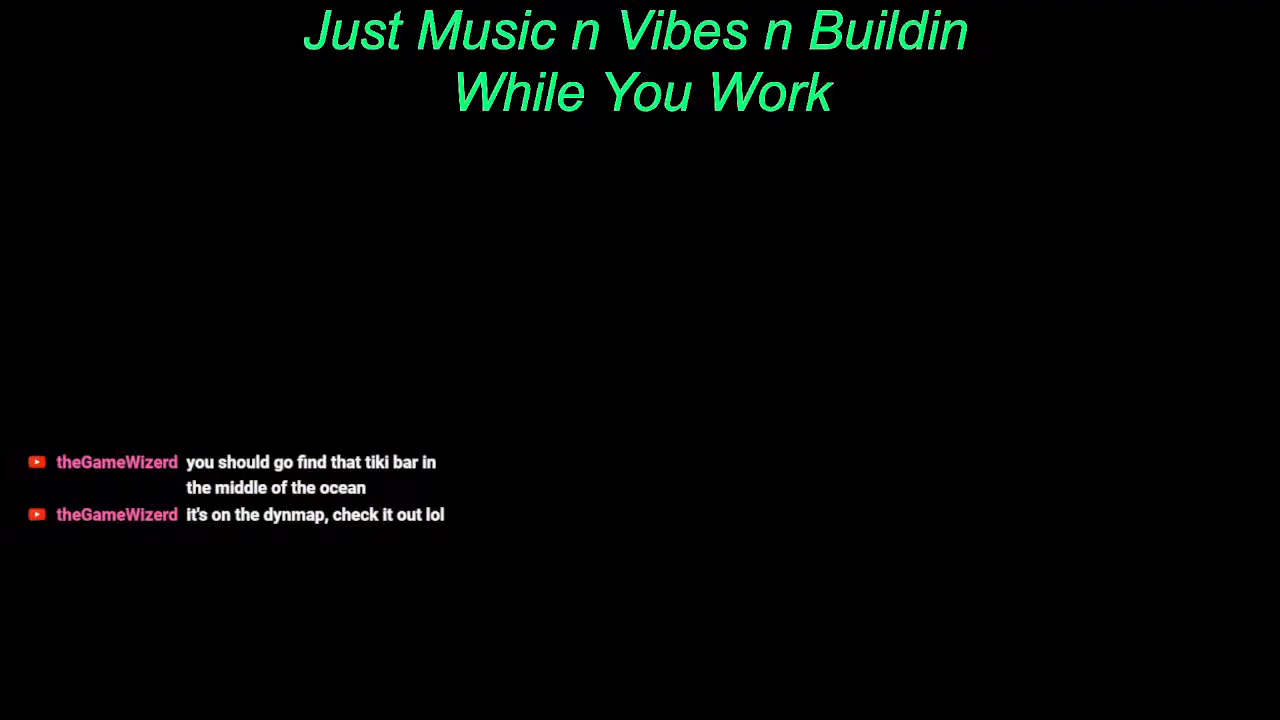 Just Music n Vibes n Buildin
While You Work
theGameWizerd you should go find that tiki bar in
the middle of the ocean
theGameWizerd it's on the dynmap, check it out lol